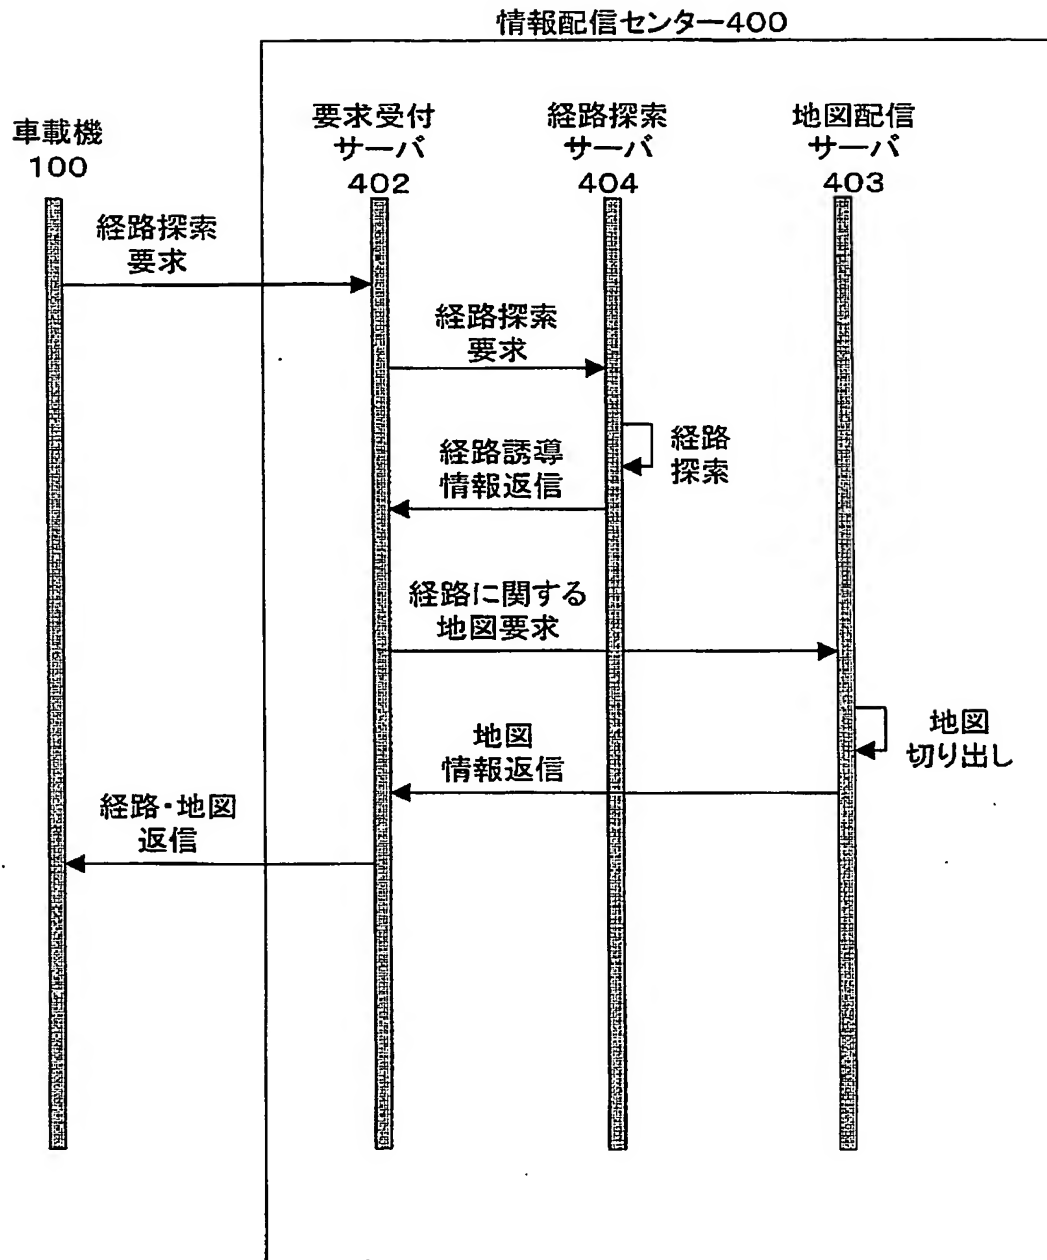 情報配信センター400
車載機
100
要求受付
サーバ
402
経路探索
サーバ
404
地図配信
サーバ
403
経路探索
要求
経路探索
要求
経路
探索
経路誘導
情報返信
経路に関する
地図要求
地図
切り出し
地図
情報返信
経路・地図
返信